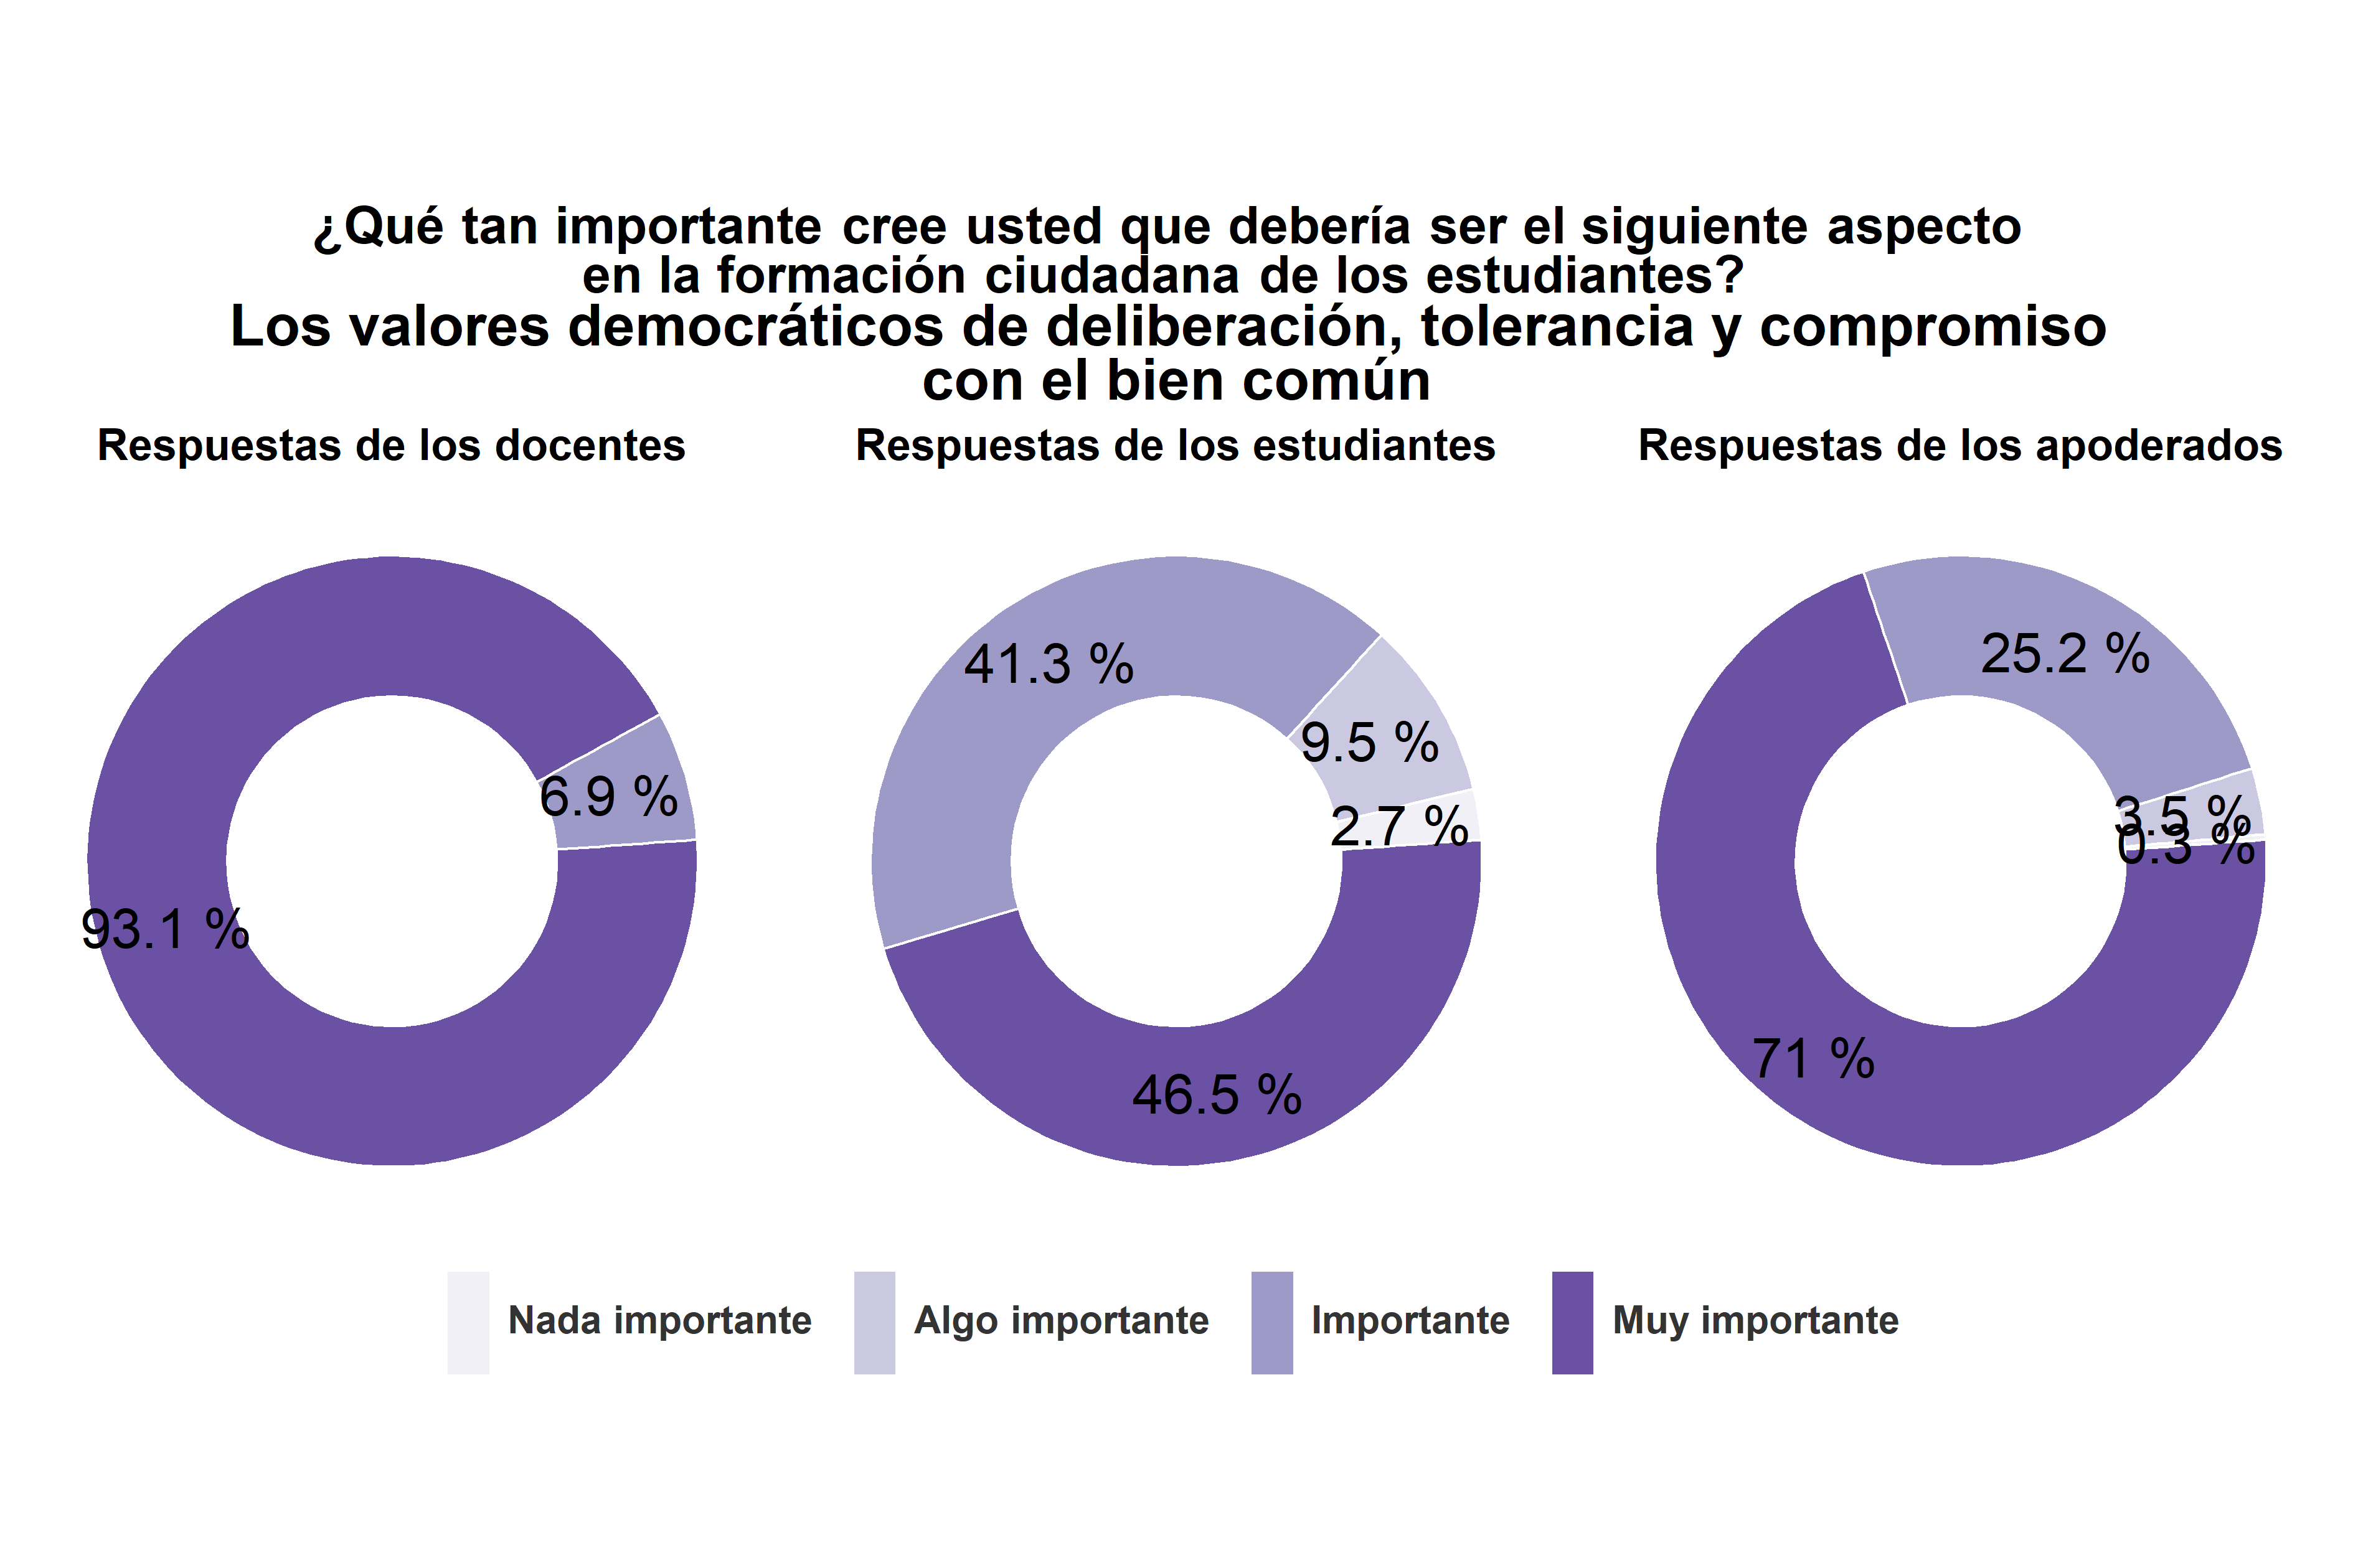 ¿Qué tan importante cree usted que debería ser el siguiente aspecto
en la formación ciudadana de los estudiantes?
Los valores democráticos de deliberación, tolerancia y compromiso
con el bien común
Respuestas de los docentes
Respuestas de los estudiantes
Respuestas de los apoderados
93.1 %
6.9 %
41.3 %
9.5 %
2.7 %
46.5 %
25.2 %
3.5 %
0.3 %
71 %
Nada importante
Algo importante
Importante
Muy importante